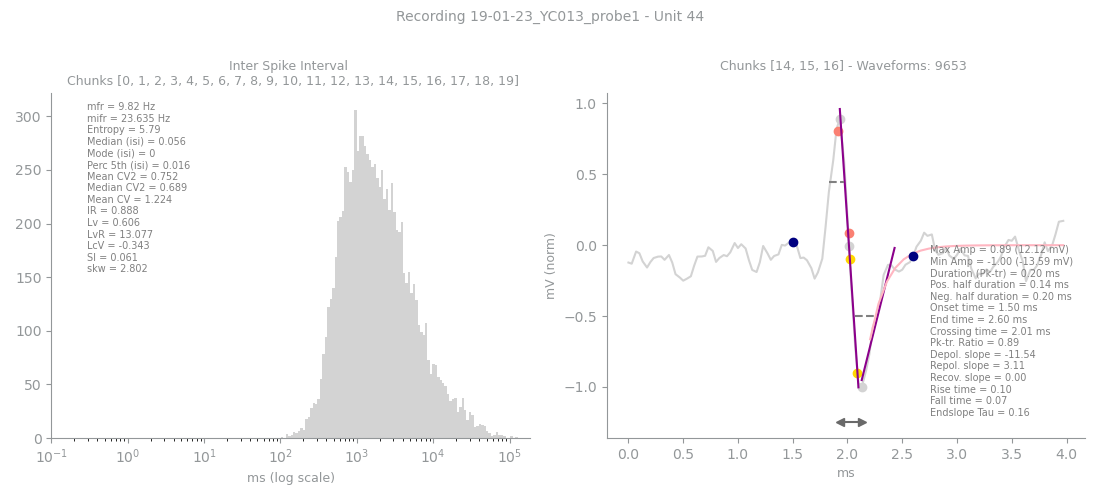 Recording 19-01-23_YC013_probe1 - Unit 44
Inter Spike Interval
Chunks [0, 1, 2, 3, 4, 5, 6, 7, 8, 9, 10, 11, 12, 13, 14, 15, 16, 17, 18, 19]
300
250
200
150
100
50
0
mfr = 9.82 Hz
mifr = 23.635 Hz
Entropy = 5.79
Median (isi) = 0.056
Mode (isi) = 0
Perc 5th (isi) = 0.016
Mean CV2 = 0.752
Median CV2 = 0.689
Mean CV = 1.224
IR = 0.888
Lv = 0.606
LvR = 13.077
LcV = -0.343
SI = 0.061
skw = 2.802
10⁻¹ 10⁰ 10¹ 10² 10³ 10⁴ 10⁵
ms (log scale)
Chunks [14, 15, 16] - Waveforms: 9653
mV (norm)
1.0
0.5
0.0
−0.5
−1.0
Max Amp = 0.89 (12.12 mV)
Min Amp = -1.00 (-13.59 mV)
Duration (Pk-tr) = 0.20 ms
Pos. half duration = 0.14 ms
Neg. half duration = 0.20 ms
Onset time = 1.50 ms
End time = 2.60 ms
Crossing time = 2.01 ms
Pk-tr. Ratio = 0.89
Depol. slope = -11.54
Repol. slope = 3.11
Recov. slope = 0.00
Rise time = 0.10
Fall time = 0.07
Endslope Tau = 0.16
0.0 0.5 1.0 1.5 2.0 2.5 3.0 3.5 4.0
ms